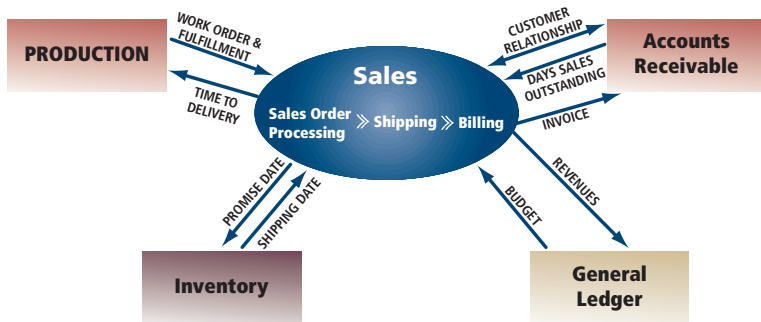 PRODUCTION
WORK ORDER &
FULFILLMENT
TIME TO
DELIVERY
Sales
Sales Order
Processing
» Shipping » Billing
CUSTOMER
RELATIONSHIP
DAYS SALES
OUTSTANDING
INVOICE
Accounts
Receivable
PROMISE DATE
SHIPPING DATE
BUDGET
REVENUES
Inventory
General
Ledger